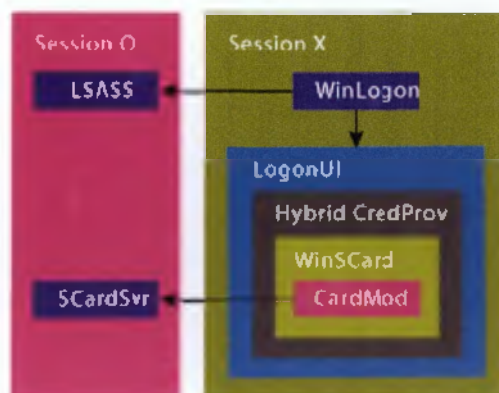 Session 0
Session X
LSASS
WinLogon
LogonUI
Hybrid CredProv
WinSCard
SCardSvr
CardMod